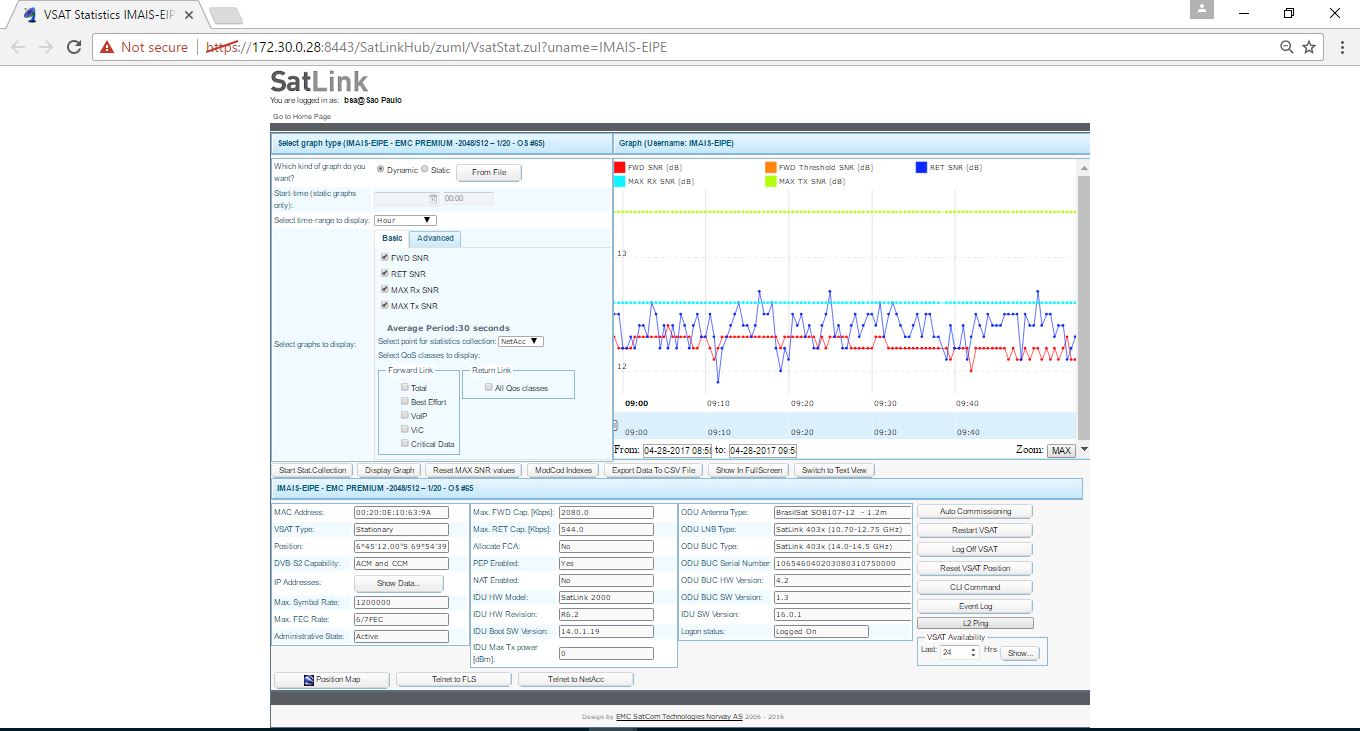 VSAT Statistics IMAIS-EIP
Not secure https://172.30.0.28:8443/SatLinkHub/zuml/VsatStat.zul?uname=IMAIS-EIPE
SatLink
You are logged in as: bsa@Sao Paulo
Go to Home Page
Select graph type (IMAIS-EIPE - EMC PREMIUM -2048/512 – 1/20 - OS #65)
Which kind of graph do you want?
Dynamic Static From File
Start-time (static graphs only):
00:00
Select time-range to display: Hour
Select graphs to display:
Basic Advanced
FWD SNR
RET SNR
MAX Rx SNR
MAX Tx SNR
Average Period:30 seconds
Select point for statistics collection: NetAcc
Select QoS classes to display:
Forward Link
Total
Best Effort
VoIP
ViC
Critical Data
Return Link
All Qos classes
Graph (Username: IMAIS-EIPE)
FWD SNR [dB] FWD Threshold SNR [dB] RET SNR [dB]
MAX RX SNR [dB] MAX TX SNR [dB]
13
12
09:00 09:10 09:20 09:30 09:40
09:00 09:10 09:20 09:30 09:40
From: 04-28-2017 08:5 to: 04-28-2017 09:5 Zoom: MAX
Start Stat.Collection Display Graph Reset MAX SNR values ModCod Indexes Export Data To CSV File Show In FullScreen Switch to Text View
IMAIS-EIPE - EMC PREMIUM -2048/512 – 1/20 - OS #65
MAC Address: 00:20:0E:10:63:9A
VSAT Type: Stationary
Position: 6°45'12.00"S 69°54'39
DVB-S2 Capability: ACM and CCM
IP Addresses: Show Data...
Max. Symbol Rate: 1200000
Max. FEC Rate: 6/7FEC
Administrative State: Active
Max. FWD Cap. [Kbps]: 2080.0
Max. RET Cap. [Kbps]: 544.0
Allocate FCA: No
PEP Enabled: Yes
NAT Enabled: No
IDU HW Model: SatLink 2000
IDU HW Revision: R6.2
IDU Boot SW Version: 14.0.1.19
IDU Max Tx power [dBm]: 0
ODU Antenna Type: BrasilSat SOB107-12 - 1.2m
ODU LNB Type: SatLink 403x (10.70-12.75 GHz)
ODU BUC Type: SatLink 403x (14.0-14.5 GHz)
ODU BUC Serial Number 106546040203080310750000
ODU BUC HW Version: 4.2
ODU BUC SW Version: 1.3
IDU SW Version: 16.0.1
Logon status: Logged On
Auto Commissioning
Restart VSAT
Log Off VSAT
Reset VSAT Position
CLI Command
Event Log
L2 Ping
VSAT Availability
Last: 24 Hrs Show...
Position Map Telnet to FLS Telnet to NetAcc
Design by EMC SatCom Technologies Norway AS 2006 - 2016